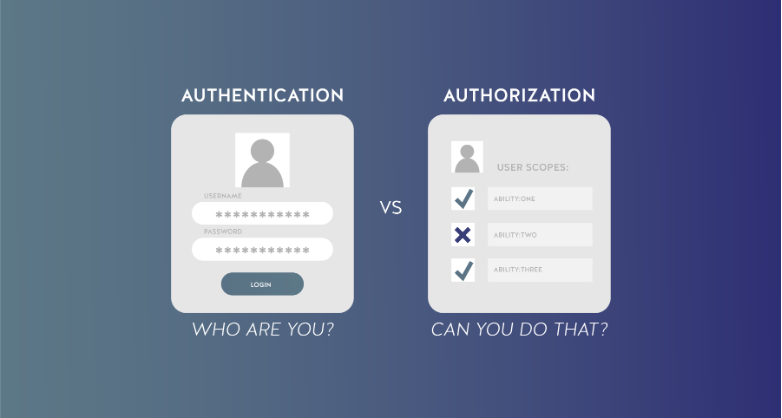 AUTHENTICATION
USERNAME
***********
PASSWORD
***********
LOGIN
WHO ARE YOU?
VS
AUTHORIZATION
USER SCOPES:
ABILITY:ONE
ABILITY:TWO
ABILITY:THREE
CAN YOU DO THAT?